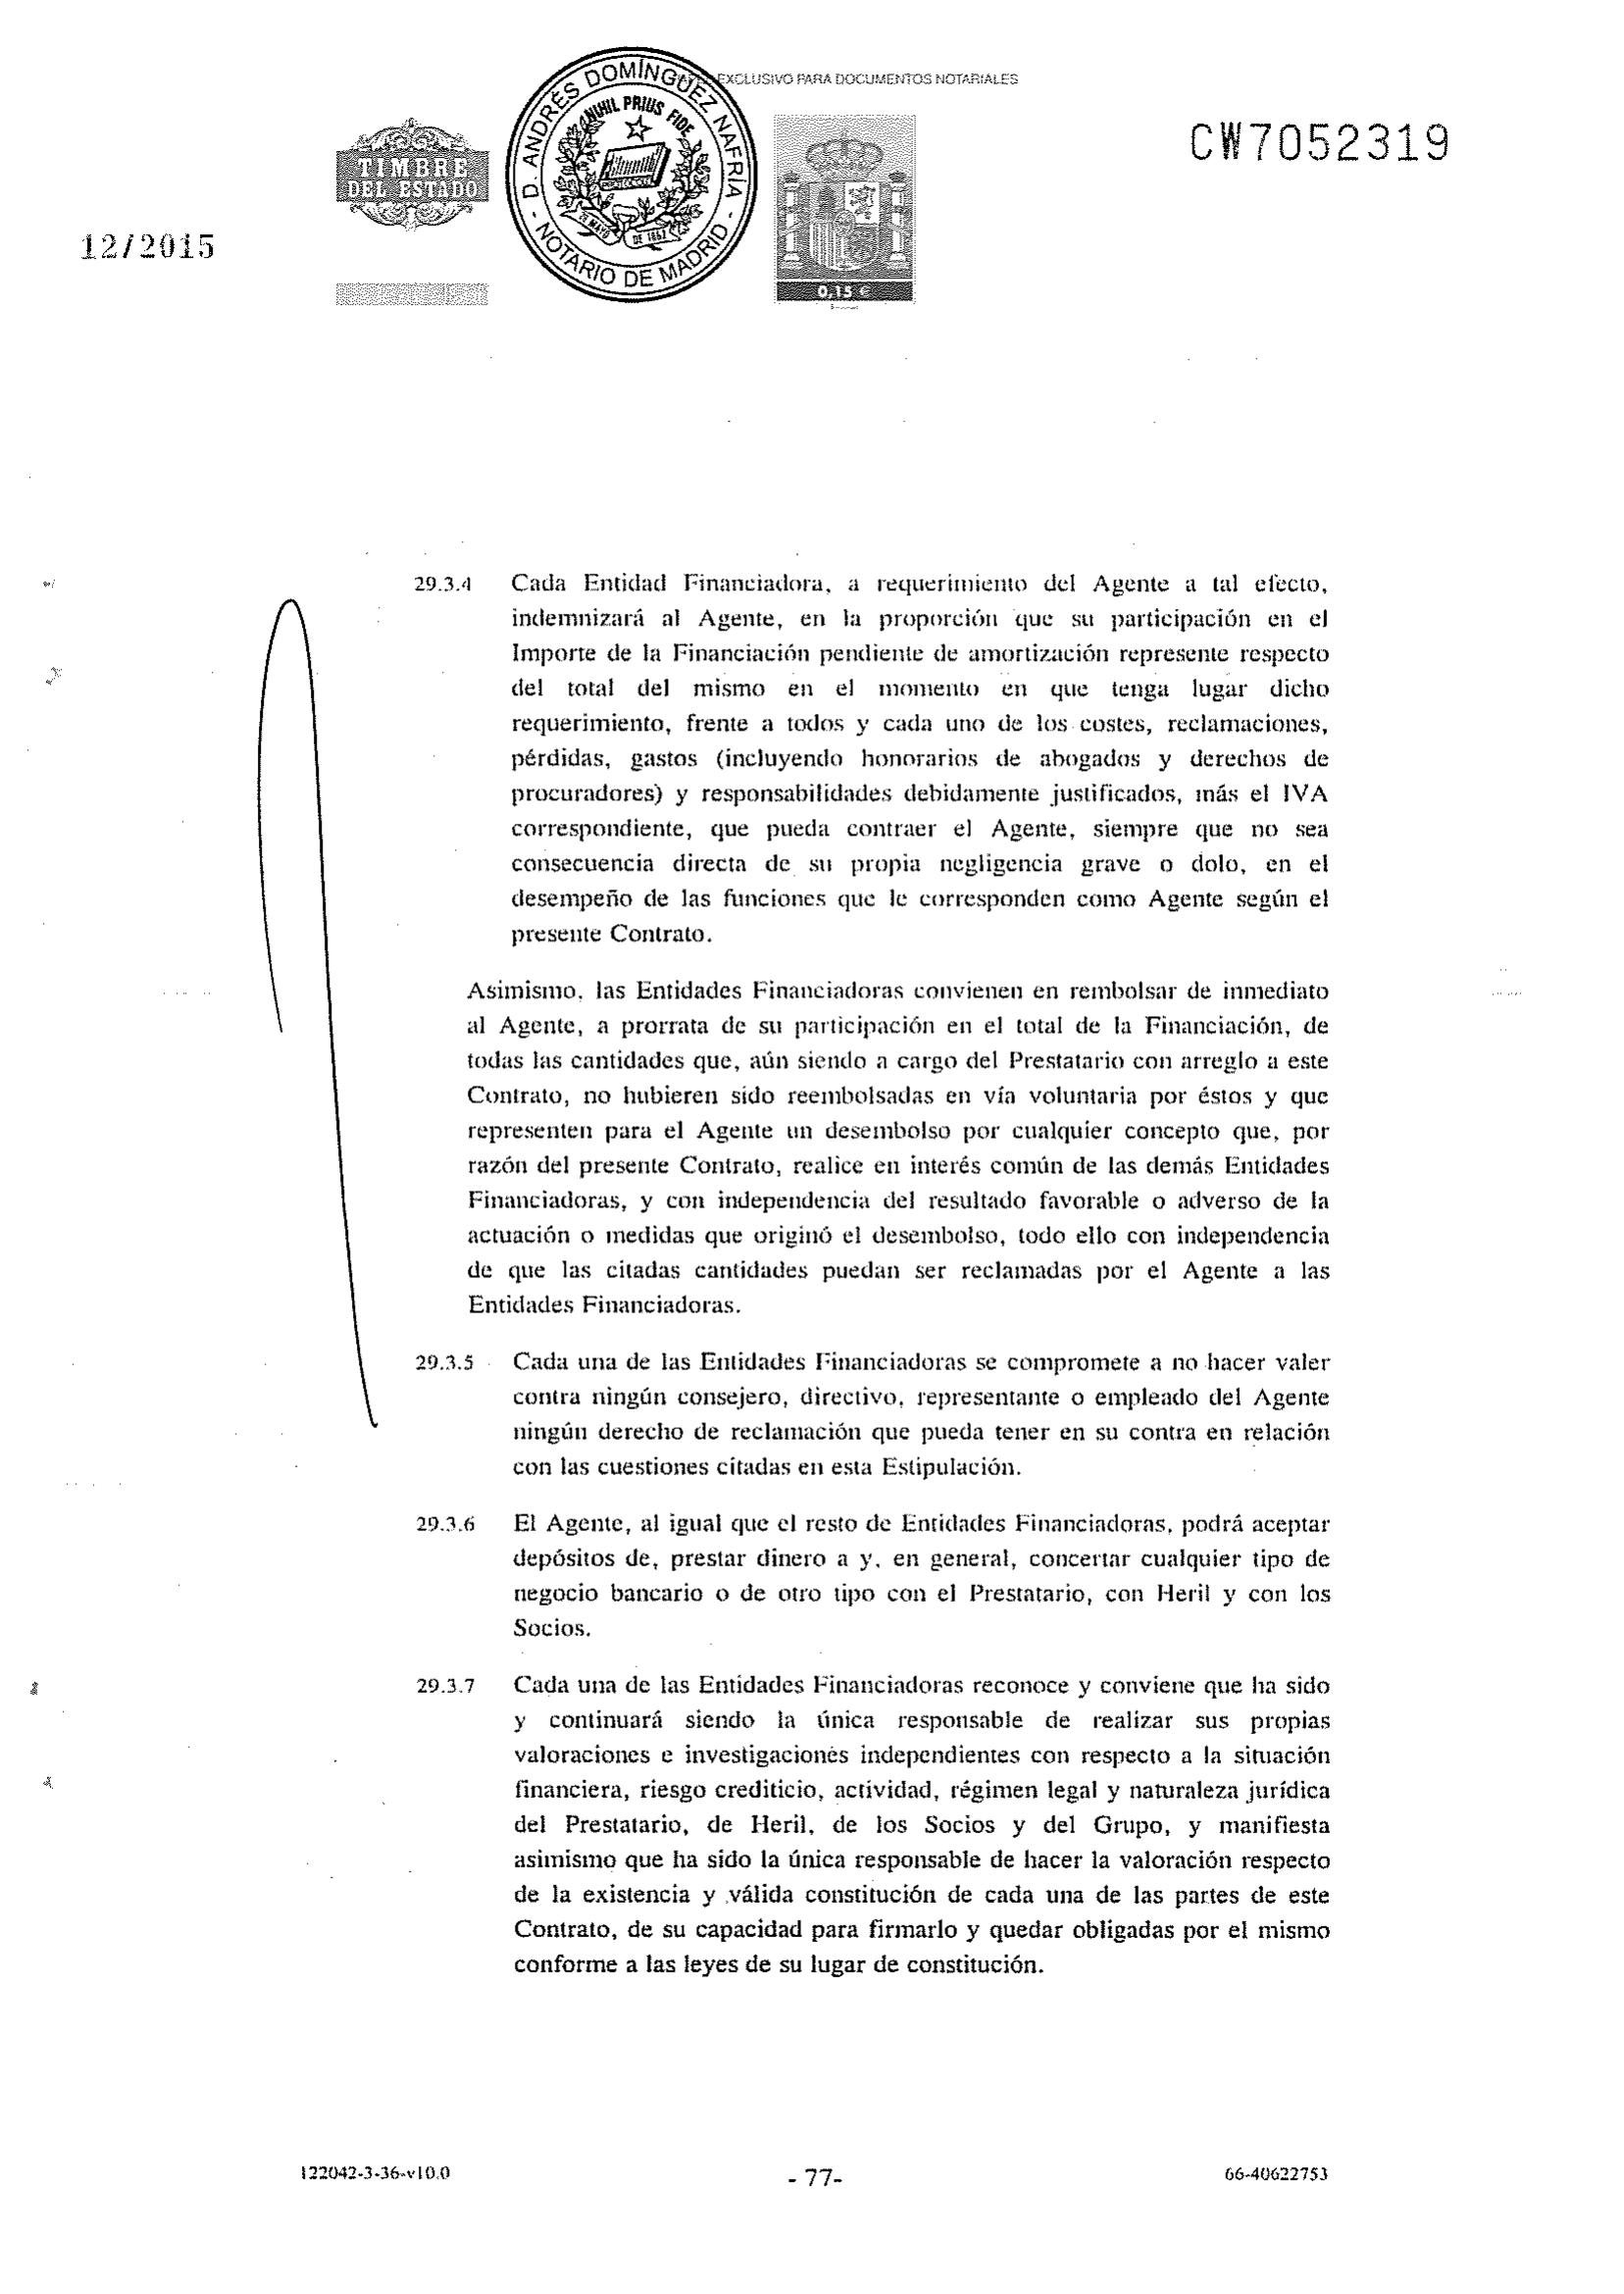 EXCLUSIVO PARA DOCUMENTOS NOTARIALES
CW7052319
TIMBRE
DEL ESTADO
D. ANDRÉS DOMÍNGUEZ NAFRÍA
- NOTARIO DE MADRID -
NIHIL PRIUS FIDE
DE 1862
0,15 €
12/2015
29.3.4 Cada Entidad Financiadora, a requerimiento del Agente a tal efecto,
indemnizará al Agente, en la proporción que su participación en el
Importe de la Financiación pendiente de amortización represente respecto
del total del mismo en el momento en que tenga lugar dicho
requerimiento, frente a todos y cada uno de los costes, reclamaciones,
pérdidas, gastos (incluyendo honorarios de abogados y derechos de
procuradores) y responsabilidades debidamente justificados, más el IVA
correspondiente, que pueda contraer el Agente, siempre que no sea
consecuencia directa de su propia negligencia grave o dolo, en el
desempeño de las funciones que le corresponden como Agente según el
presente Contrato.
Asimismo, las Entidades Financiadoras convienen en rembolsar de inmediato
al Agente, a prorrata de su participación en el total de la Financiación, de
todas las cantidades que, aún siendo a cargo del Prestatario con arreglo a este
Contrato, no hubieren sido reembolsadas en vía voluntaria por éstos y que
representen para el Agente un desembolso por cualquier concepto que, por
razón del presente Contrato, realice en interés común de las demás Entidades
Financiadoras, y con independencia del resultado favorable o adverso de la
actuación o medidas que originó el desembolso, todo ello con independencia
de que las citadas cantidades puedan ser reclamadas por el Agente a las
Entidades Financiadoras.
29.3.5 Cada una de las Entidades Financiadoras se compromete a no hacer valer
contra ningún consejero, directivo, representante o empleado del Agente
ningún derecho de reclamación que pueda tener en su contra en relación
con las cuestiones citadas en esta Estipulación.
29.3.6 El Agente, al igual que el resto de Entidades Financiadoras, podrá aceptar
depósitos de, prestar dinero a y, en general, concertar cualquier tipo de
negocio bancario o de otro tipo con el Prestatario, con Heril y con los
Socios.
29.3.7 Cada una de las Entidades Financiadoras reconoce y conviene que ha sido
y continuará siendo la única responsable de realizar sus propias
valoraciones e investigaciones independientes con respecto a la situación
financiera, riesgo crediticio, actividad, régimen legal y naturaleza jurídica
del Prestatario, de Heril, de los Socios y del Grupo, y manifiesta
asimismo que ha sido la única responsable de hacer la valoración respecto
de la existencia y válida constitución de cada una de las partes de este
Contrato, de su capacidad para firmarlo y quedar obligadas por el mismo
conforme a las leyes de su lugar de constitución.
122042-3-36-v10.0
- 77-
66-40622753